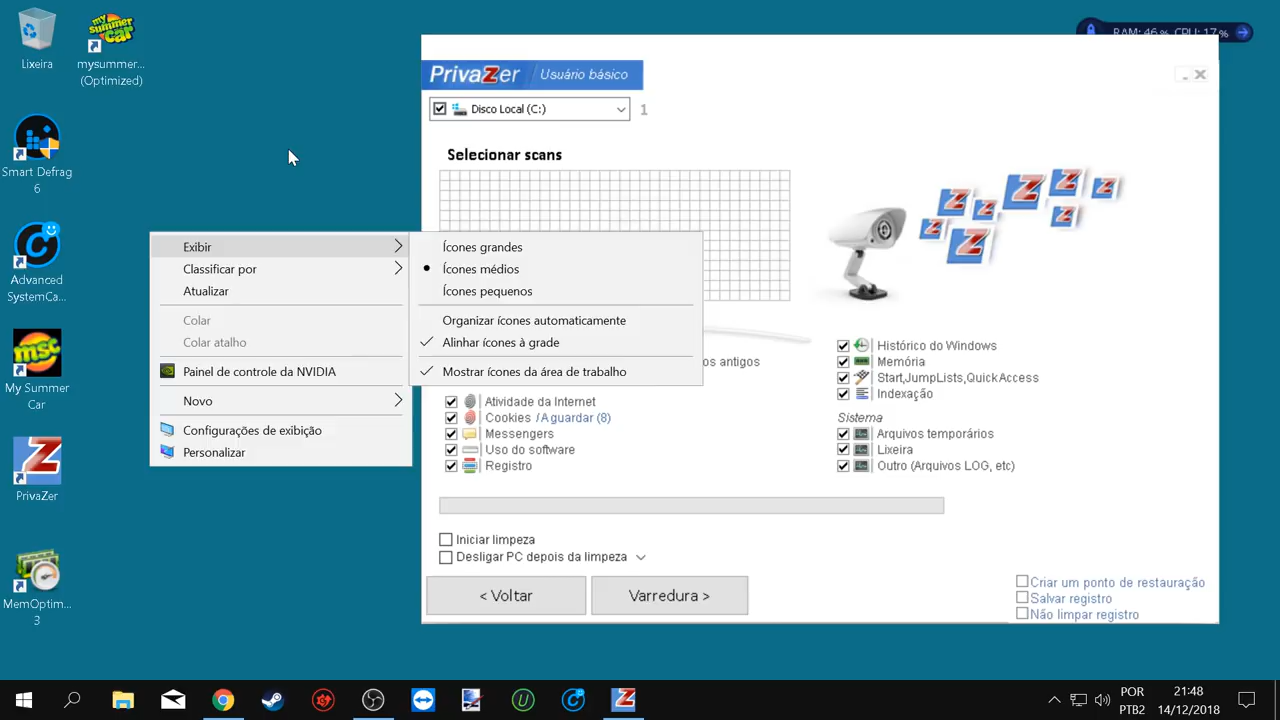 my
summer
car
Lixeira
mysummer...
(Optimized)
Smart Defrag
6
Advanced
SystemCa...
msc
My Summer
Car
PrivaZer
MemOptim...
3
RAM: 46 % CPU: 17 %
PrivaZer Usuário básico
Disco Local (C:)
1
Selecionar scans
Exibir
Classificar por
Atualizar
Colar
Colar atalho
Painel de controle da NVIDIA
Novo
Configurações de exibição
Personalizar
Ícones grandes
Ícones médios
Ícones pequenos
Organizar ícones automaticamente
Alinhar ícones à grade
Mostrar ícones da área de trabalho
os antigos
Atividade da Internet
Cookies /A guardar (8)
Messengers
Uso do software
Registro
Histórico do Windows
Memória
Start,JumpLists,QuickAccess
Indexação
Sistema
Arquivos temporários
Lixeira
Outro (Arquivos LOG, etc)
Iniciar limpeza
Desligar PC depois da limpeza
< Voltar
Varredura >
Criar um ponto de restauração
Salvar registro
Não limpar registro
POR
PTB2
21:48
14/12/2018